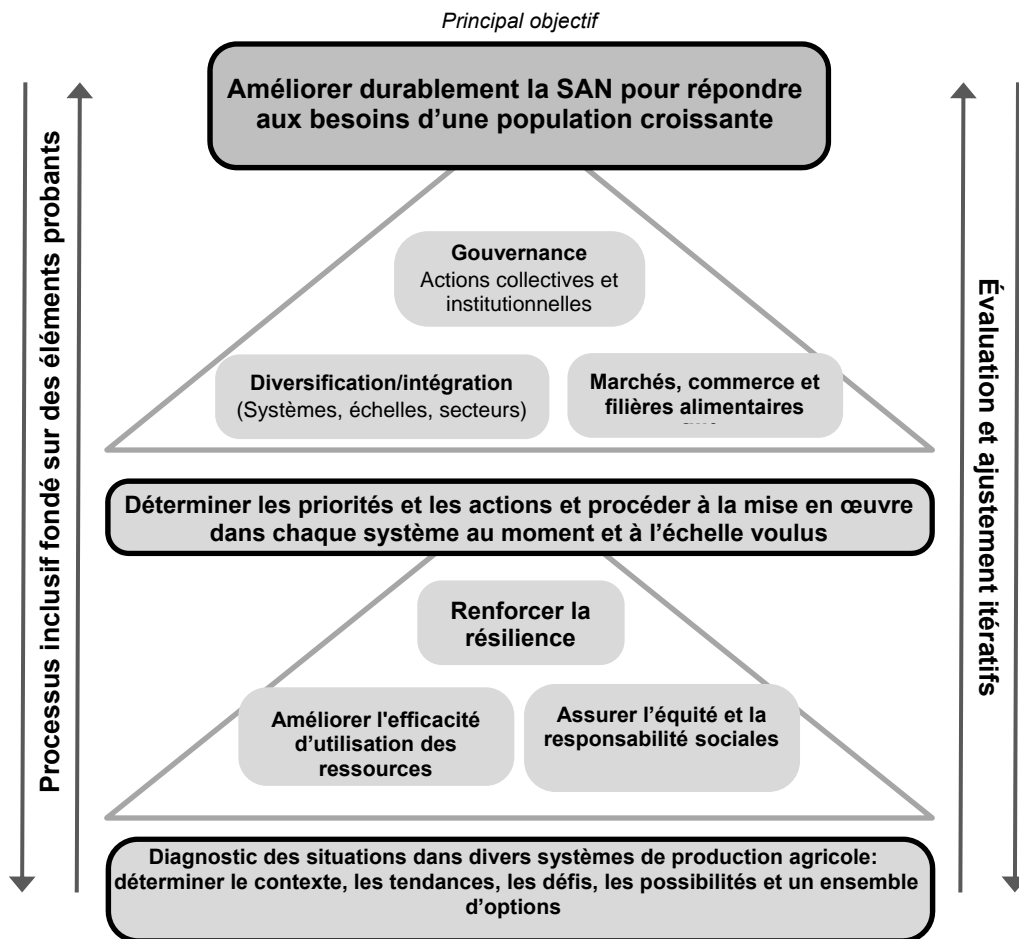 Principal objectif
Améliorer durablement la SAN pour répondre
aux besoins d’une population croissante
Processus inclusif fondé sur des éléments probants
Évaluation et ajustement itératifs
Gouvernance
Actions collectives et
institutionnelles
Diversification/intégration
(Systèmes, échelles, secteurs)
Marchés, commerce et
filières alimentaires
Déterminer les priorités et les actions et procéder à la mise en œuvre
dans chaque système au moment et à l’échelle voulus
Renforcer la
résilience
Améliorer l'efficacité
d’utilisation des
ressources
Assurer l’équité et la
responsabilité sociales
Diagnostic des situations dans divers systèmes de production agricole:
déterminer le contexte, les tendances, les défis, les possibilités et un ensemble
d’options